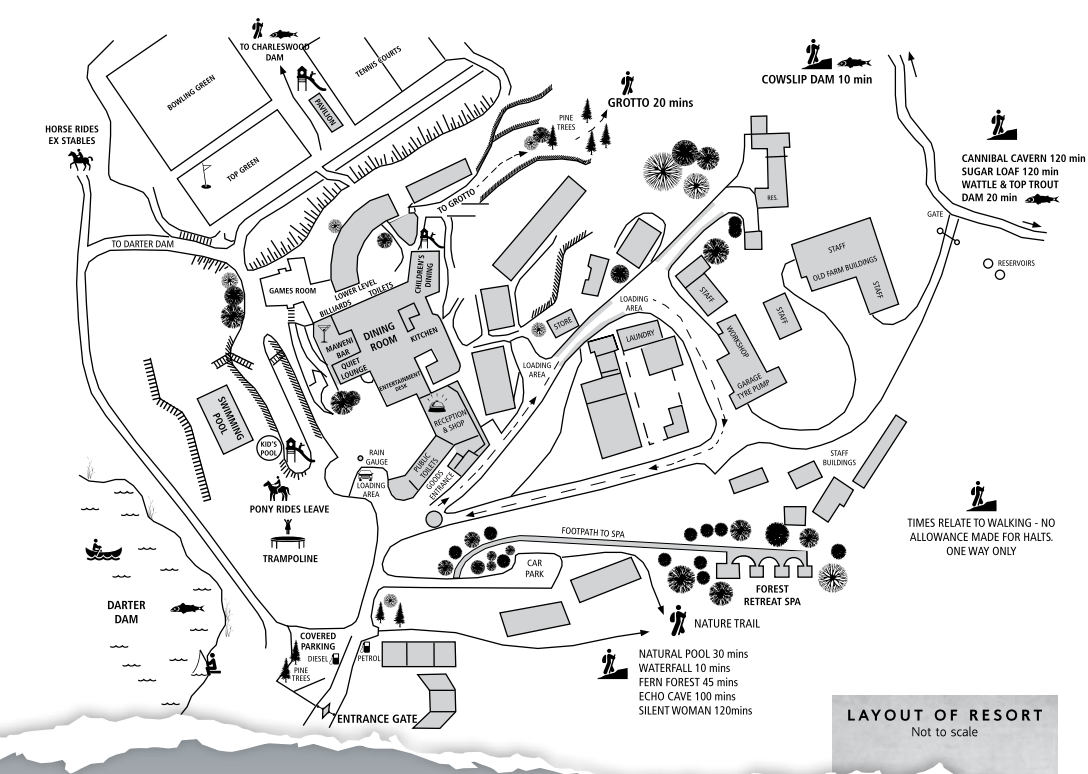 TO CHARLESWOOD
DAM
BOWLING GREEN
TENNIS COURTS
PAVILION
TOP GREEN
COWSLIP DAM 10 min
GROTTO 20 mins
PINE
TREES
HORSE RIDES
EX STABLES
CANNIBAL CAVERN 120 min
SUGAR LOAF 120 min
WATTLE & TOP TROUT
DAM 20 min
GATE
RESERVOIRS
TO GROTTO
RES.
TO DARTER DAM
STAFF
OLD FARM BUILDINGS
STAFF
GAMES ROOM
LOWER LEVEL
BILLIARDS
TOILETS
CHILDREN'S
DINING
STAFF
STAFF
LOADING
AREA
STORE
LAUNDRY
WORKSHOP
GARAGE
TYRE PUMP
DINING
ROOM
KITCHEN
MAWENI
BAR
QUIET
LOUNGE
ENTERTAINMENT
DESK
LOADING
AREA
RECEPTION
& SHOP
SWIMMING
POOL
KID'S
POOL
RAIN
GAUGE
LOADING
AREA
PUBLIC
TOILETS
GOODS
ENTRANCE
STAFF
BUILDINGS
PONY RIDES LEAVE
TRAMPOLINE
TIMES RELATE TO WALKING - NO
ALLOWANCE MADE FOR HALTS.
ONE WAY ONLY
FOOTPATH TO SPA
CAR
PARK
FOREST
RETREAT SPA
DARTER
DAM
NATURE TRAIL
COVERED
PARKING
DIESEL
PETROL
PINE
TREES
NATURAL POOL 30 mins
WATERFALL 10 mins
FERN FOREST 45 mins
ECHO CAVE 100 mins
SILENT WOMAN 120mins
ENTRANCE GATE
LAYOUT OF RESORT
Not to scale